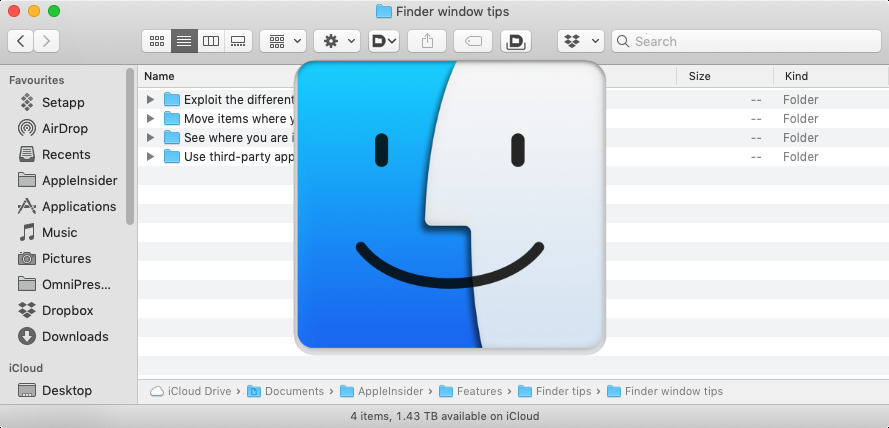 Finder window tips
Search
Favourites
Setapp
AirDrop
Recents
AppleInsider
Applications
Music
Pictures
OmniPres...
Dropbox
Downloads
iCloud
Desktop
Name Size Kind
Exploit the different -- Folder
Move items where -- Folder
See where you are -- Folder
Use third-party app -- Folder
iCloud Drive › Documents › AppleInsider › Features › Finder tips › Finder window tips
4 items, 1.43 TB available on iCloud